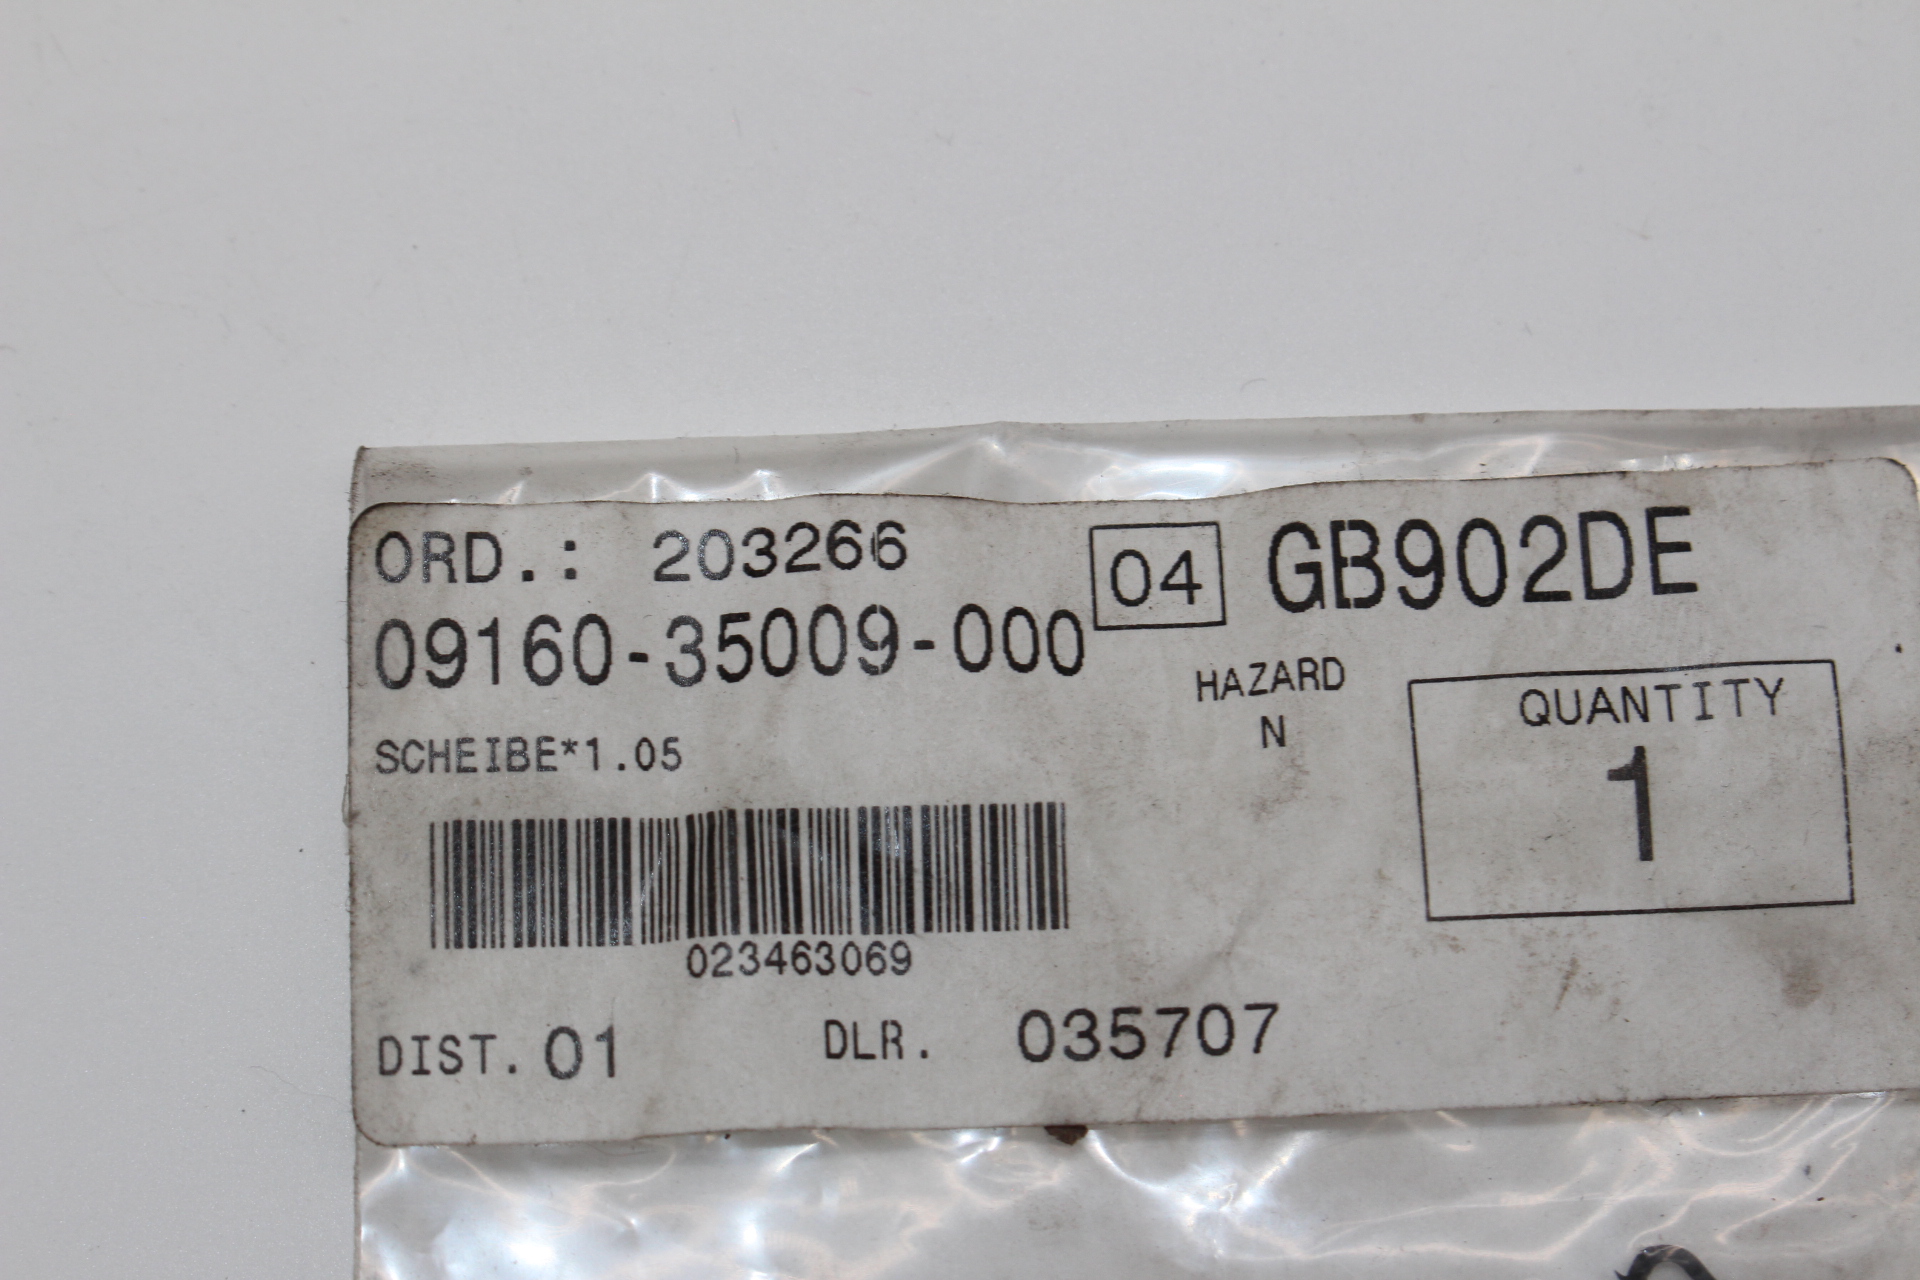 ORD.: 203266
04 GB902DE
09160-35009-000
HAZARD
N
QUANTITY
1
SCHEIBE*1.05
023463069
DIST. 01 DLR. 035707